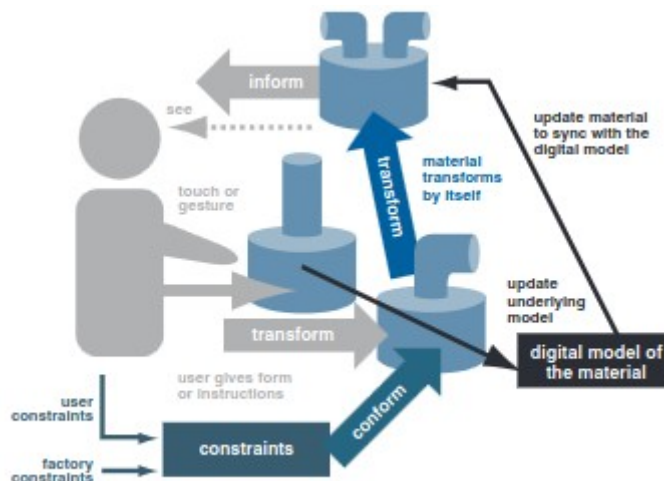 inform
see
update material
to sync with the
digital model
material
transforms
by itself
transform
touch or
gesture
update
underlying
model
transform
digital model of
the material
user gives form
or instructions
conform
user
constraints
constraints
factory
constraints